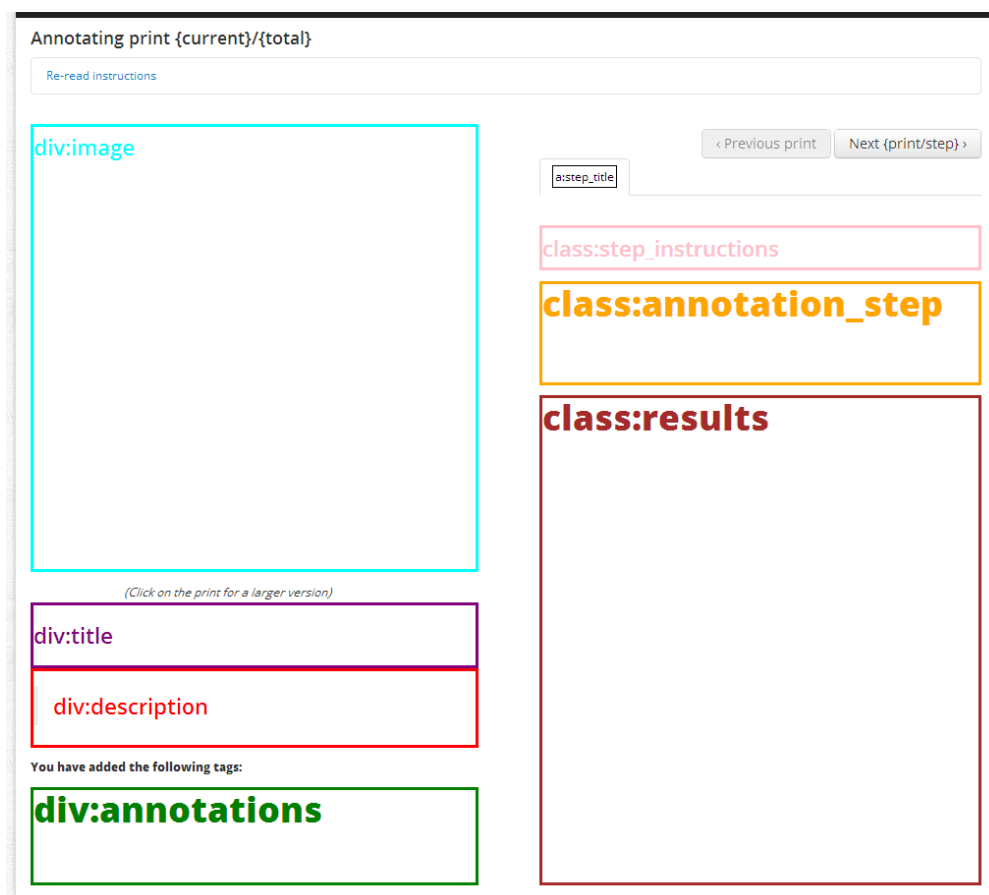 Annotating print {current}/{total}
Re-read instructions
div:image
(Click on the print for a larger version)
div:title
div:description
You have added the following tags:
div:annotations
‹ Previous print
Next {print/step} ›
a:step_title
class:step_instructions
class:annotation_step
class:results